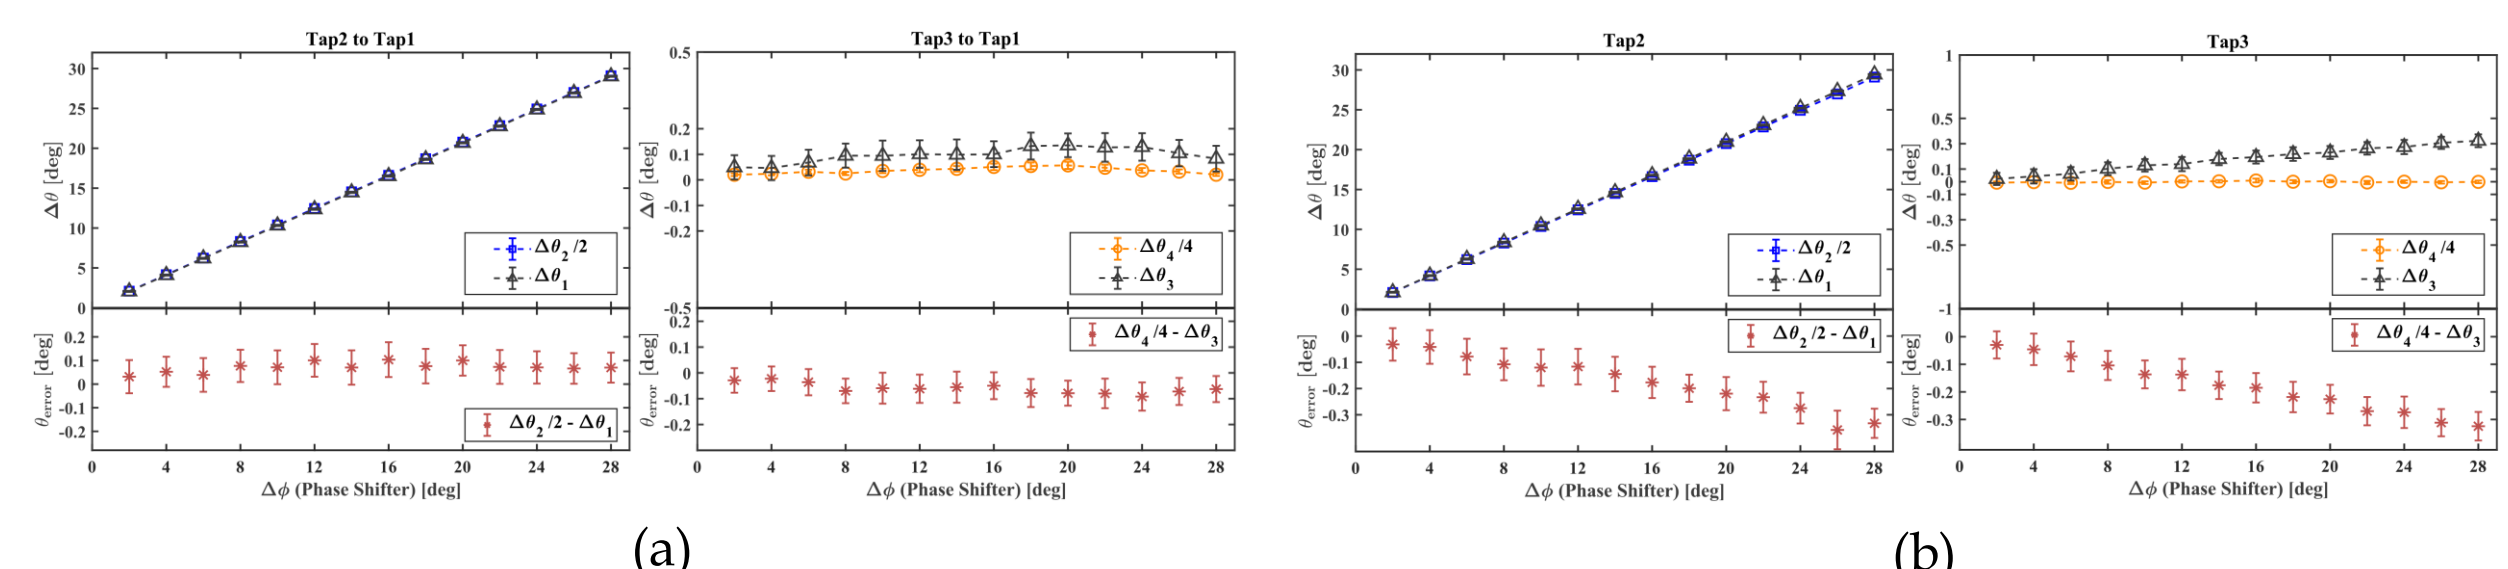 Tap2 to Tap1
30
25
20
15
10
5
0
Δθ [deg]
Δθ2 /2
Δθ1
0.2
0.1
0
-0.1
-0.2
θerror [deg]
Δθ2 /2 - Δθ1
0 4 8 12 16 20 24 28
Δϕ (Phase Shifter) [deg]
Tap3 to Tap1
0.5
0.2
0.1
0
-0.1
-0.2
-0.5
Δθ [deg]
Δθ4 /4
Δθ3
0.2
0.1
0
-0.1
-0.2
θerror [deg]
Δθ4 /4 - Δθ3
0 4 8 12 16 20 24 28
Δϕ (Phase Shifter) [deg]
(a)
Tap2
30
25
20
15
10
5
0
Δθ [deg]
Δθ2 /2
Δθ1
0
-0.1
-0.2
-0.3
θerror [deg]
Δθ2 /2 - Δθ1
0 4 8 12 16 20 24 28
Δϕ (Phase Shifter) [deg]
Tap3
1
0.5
0.3
0.1
0
-0.1
-0.3
-0.5
-1
Δθ [deg]
Δθ4 /4
Δθ3
0
-0.1
-0.2
-0.3
θerror [deg]
Δθ4 /4 - Δθ3
0 4 8 12 16 20 24 28
Δϕ (Phase Shifter) [deg]
(b)